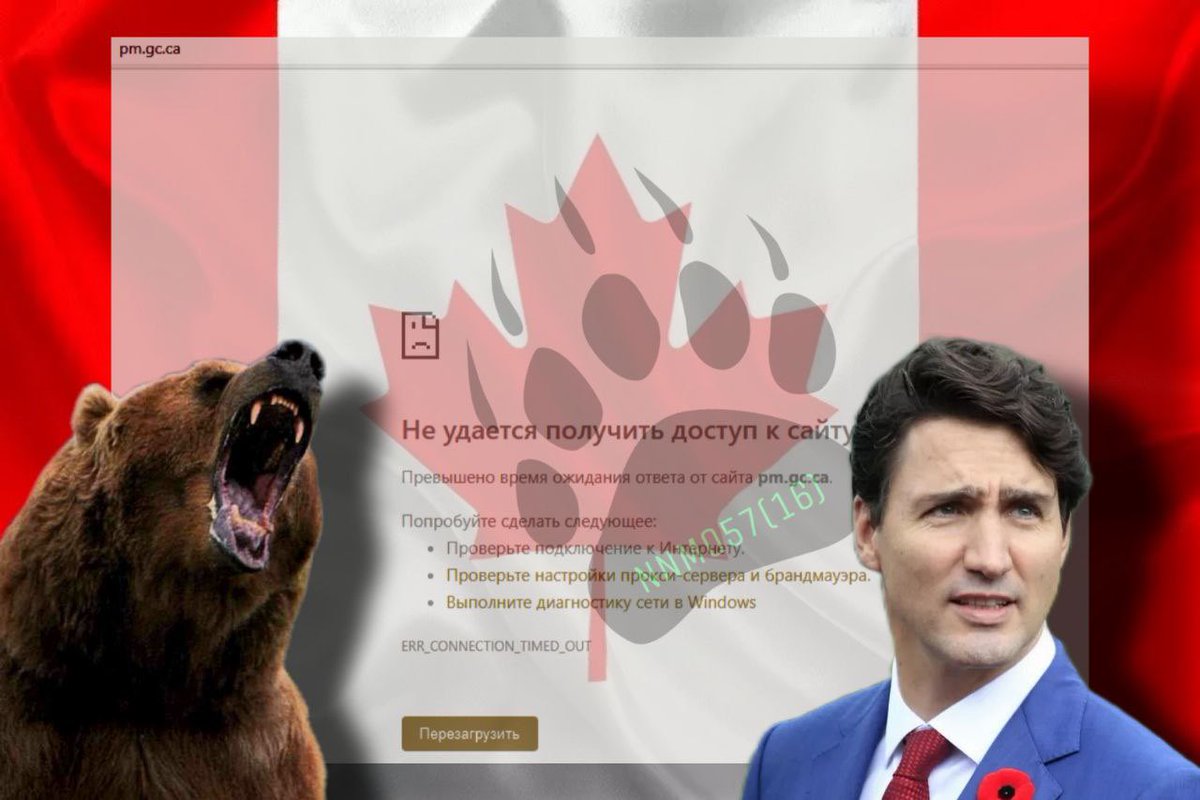 pm.gc.ca
Не удается получить доступ к сайту
Превышено время ожидания ответа от сайта pm.gc.ca.
Попробуйте сделать следующее:
Проверьте подключение к Интернету.
Проверьте настройки прокси-сервера и брандмауэра.
Выполните диагностику сети в Windows
NNM057(16)
ERR_CONNECTION_TIMED_OUT
Перезагрузить